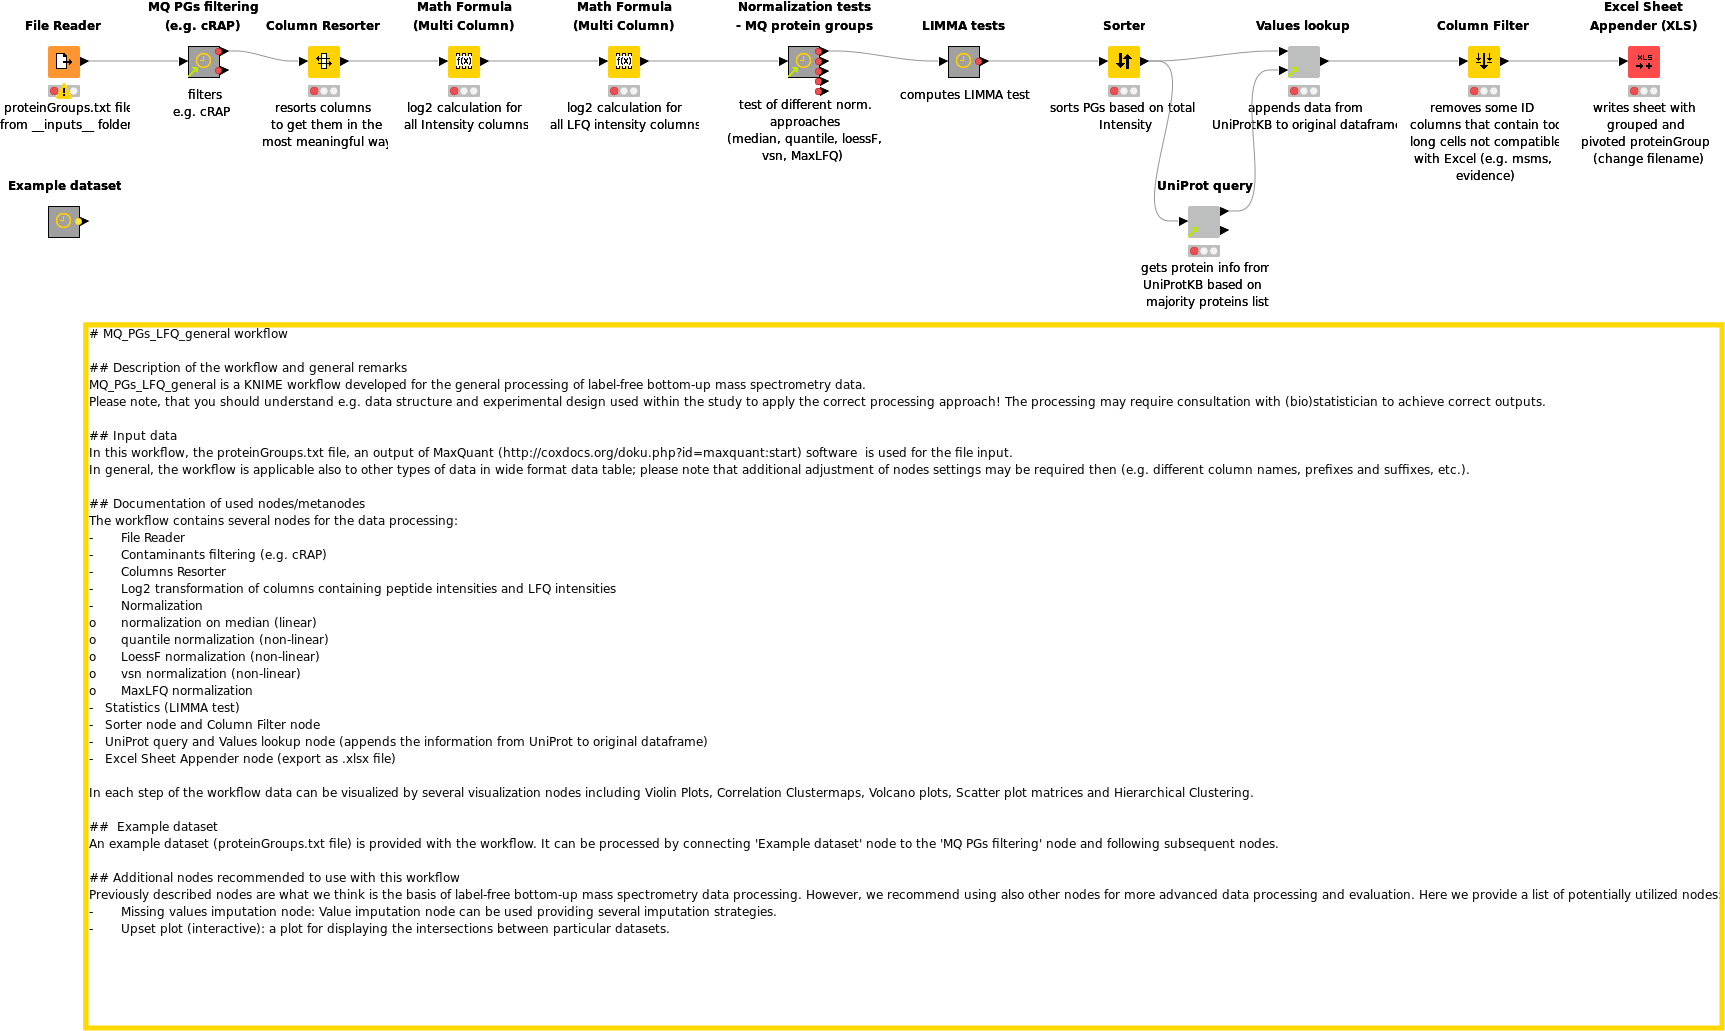 File Reader
proteinGroups.txt file
from __inputs__ folder
MQ PGs filtering
(e.g. cRAP)
filters
e.g. cRAP
Column Resorter
resorts columns
to get them in the
most meaningful way
Math Formula
(Multi Column)
f(x)
log2 calculation for
all Intensity columns
Math Formula
(Multi Column)
f(x)
log2 calculation for
all LFQ intensity columns
Normalization tests
- MQ protein groups
test of different norm.
approaches
(median, quantile, loessF,
vsn, MaxLFQ)
LIMMA tests
computes LIMMA test
Sorter
sorts PGs based on total
Intensity
Values lookup
appends data from
UniProtKB to original dataframe
Column Filter
removes some ID
columns that contain too
long cells not compatible
with Excel (e.g. msms,
evidence)
Excel Sheet
Appender (XLS)
XLS
writes sheet with
grouped and
pivoted proteinGroup
(change filename)
Example dataset
UniProt query
gets protein info from
UniProtKB based on
majority proteins list
# MQ_PGs_LFQ_general workflow
## Description of the workflow and general remarks
MQ_PGs_LFQ_general is a KNIME workflow developed for the general processing of label-free bottom-up mass spectrometry data.
Please note, that you should understand e.g. data structure and experimental design used within the study to apply the correct processing approach! The processing may require consultation with (bio)statistician to achieve correct outputs.
## Input data
In this workflow, the proteinGroups.txt file, an output of MaxQuant (http://coxdocs.org/doku.php?id=maxquant:start) software  is used for the file input.
In general, the workflow is applicable also to other types of data in wide format data table; please note that additional adjustment of nodes settings may be required then (e.g. different column names, prefixes and suffixes, etc.).
## Documentation of used nodes/metanodes
The workflow contains several nodes for the data processing:
- File Reader
- Contaminants filtering (e.g. cRAP)
- Columns Resorter
- Log2 transformation of columns containing peptide intensities and LFQ intensities
- Normalization
o normalization on median (linear)
o quantile normalization (non-linear)
o LoessF normalization (non-linear)
o vsn normalization (non-linear)
o MaxLFQ normalization
- Statistics (LIMMA test)
- Sorter node and Column Filter node
- UniProt query and Values lookup node (appends the information from UniProt to original dataframe)
- Excel Sheet Appender node (export as .xlsx file)
In each step of the workflow data can be visualized by several visualization nodes including Violin Plots, Correlation Clustermaps, Volcano plots, Scatter plot matrices and Hierarchical Clustering.
##  Example dataset
An example dataset (proteinGroups.txt file) is provided with the workflow. It can be processed by connecting 'Example dataset' node to the 'MQ PGs filtering' node and following subsequent nodes.
## Additional nodes recommended to use with this workflow
Previously described nodes are what we think is the basis of label-free bottom-up mass spectrometry data processing. However, we recommend using also other nodes for more advanced data processing and evaluation. Here we provide a list of potentially utilized nodes:
- Missing values imputation node: Value imputation node can be used providing several imputation strategies.
- Upset plot (interactive): a plot for displaying the intersections between particular datasets.